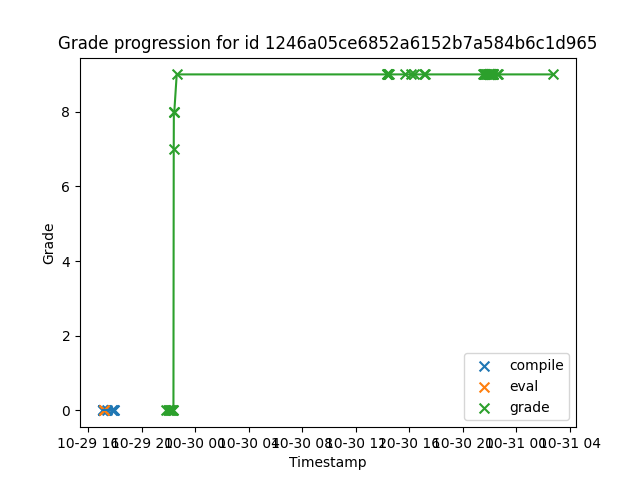 Grade progression for id 1246a05ce6852a6152b7a584b6c1d965
Grade
8
6
4
2
0
compile
eval
grade
10-29 16 10-29 20 10-30 00 10-30 04 10-30 08 10-30 12 10-30 16 10-30 20 10-31 00 10-31 04
Timestamp